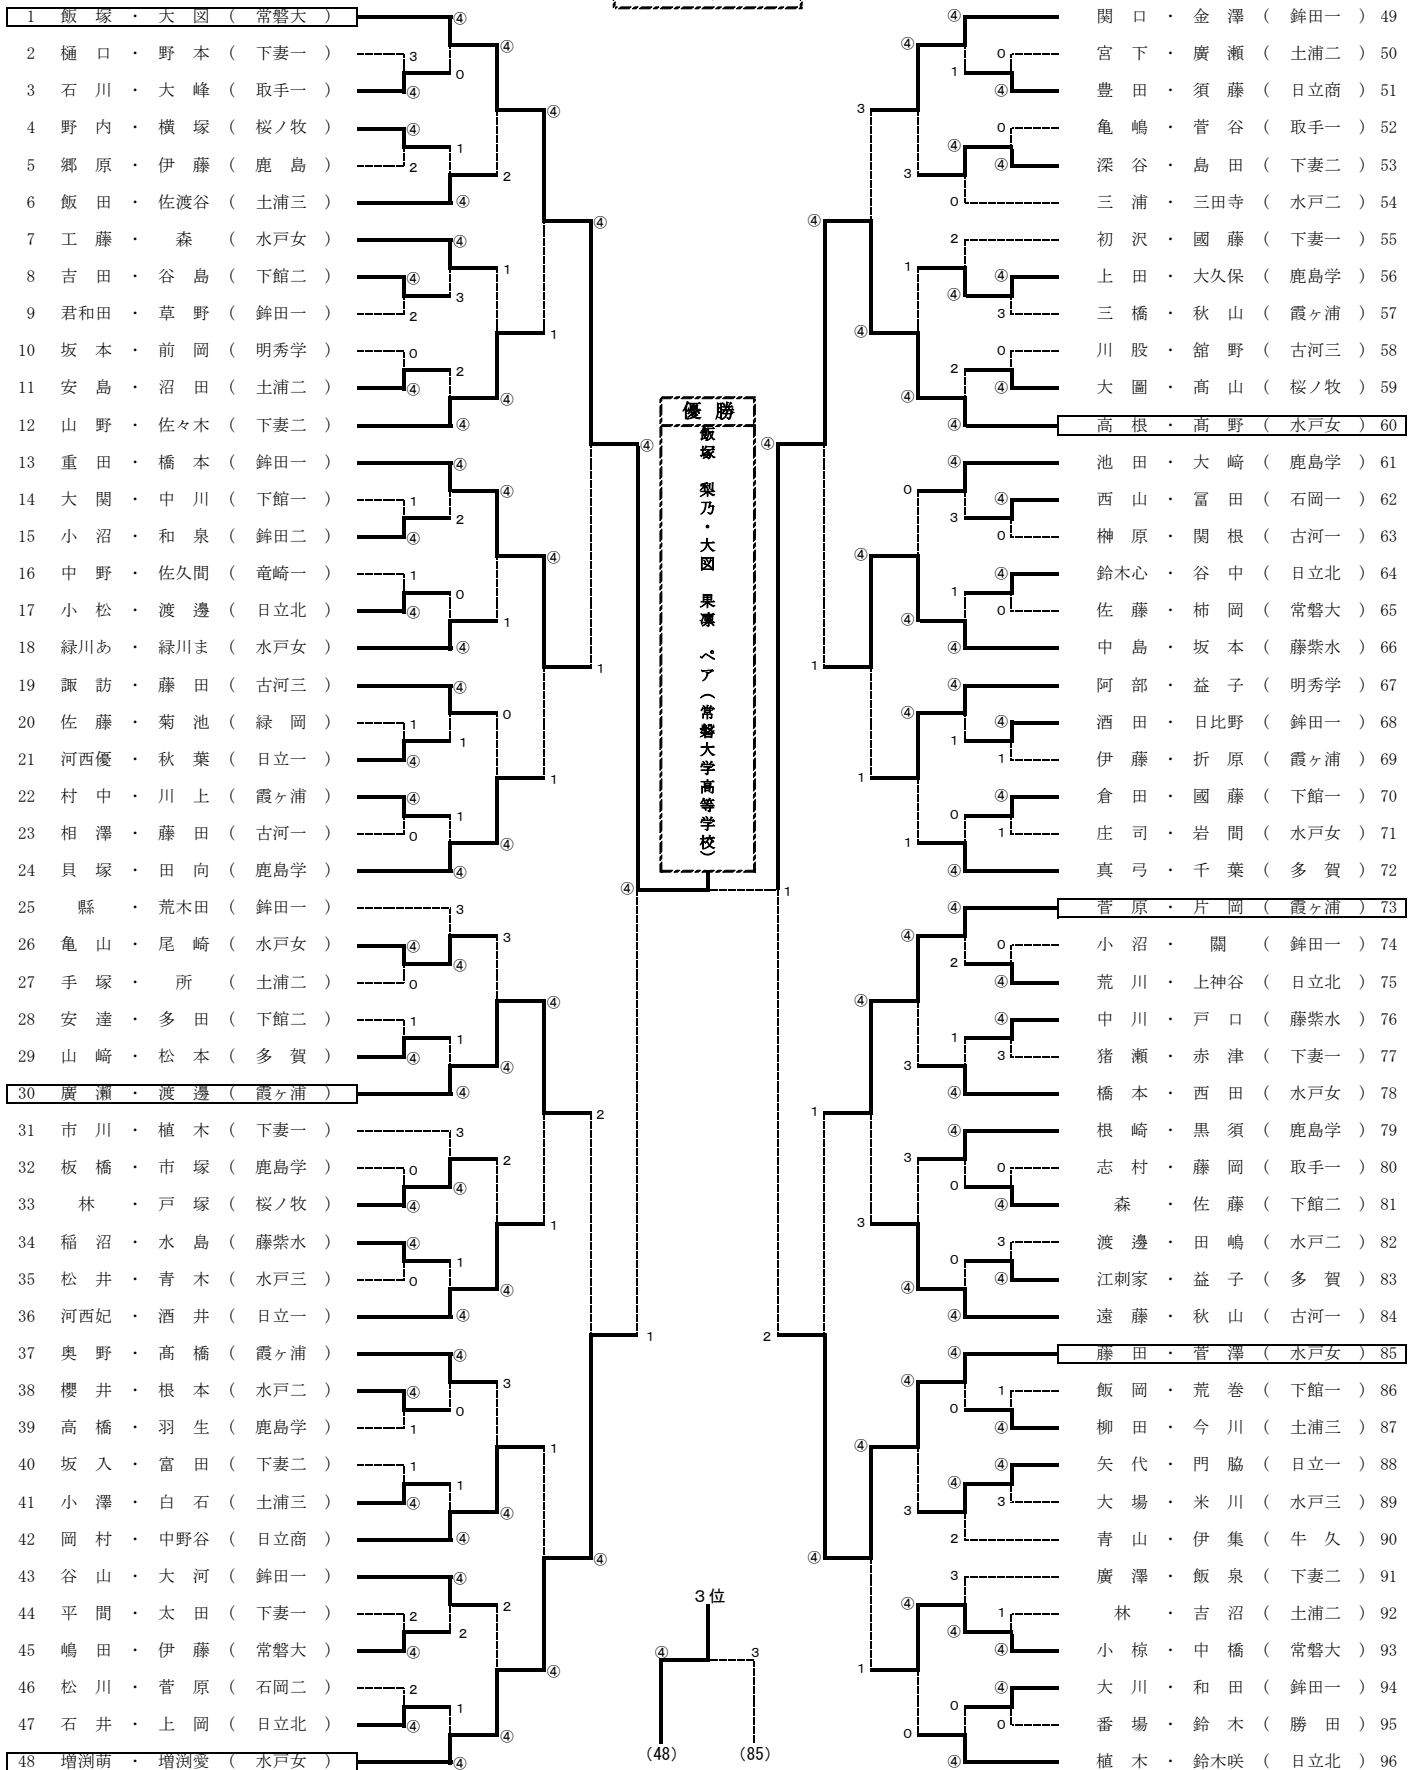 1 飯塚・大図（常磐大）
2 樋口・野本（下妻一）
3 石川・大峰（取手一）
4 野内・横塚（桜ノ牧）
5 郷原・伊藤（鹿島）
6 飯田・佐渡谷（土浦三）
7 工藤・森（水戸女）
8 吉田・谷島（下館二）
9 君和田・草野（鉾田一）
10 坂本・前岡（明秀学）
11 安島・沼田（土浦二）
12 山野・佐々木（下妻二）
13 重田・橋本（鉾田一）
14 大関・中川（下館一）
15 小沼・和泉（鉾田二）
16 中野・佐久間（竜崎一）
17 小松・渡邊（日立北）
18 緑川あ・緑川ま（水戸女）
19 諏訪・藤田（古河三）
20 佐藤・菊池（緑岡）
21 河西優・秋葉（日立一）
22 村中・川上（霞ヶ浦）
23 相澤・藤田（古河一）
24 貝塚・田向（鹿島学）
25 縣・荒木田（鉾田一）
26 亀山・尾崎（水戸女）
27 手塚・所（土浦二）
28 安達・多田（下館二）
29 山﨑・松本（多賀）
30 廣瀬・渡邊（霞ヶ浦）
31 市川・植木（下妻一）
32 板橋・市塚（鹿島学）
33 林・戸塚（桜ノ牧）
34 稲沼・水島（藤紫水）
35 松井・青木（水戸三）
36 河西妃・酒井（日立一）
37 奥野・髙橋（霞ヶ浦）
38 櫻井・根本（水戸二）
39 高橋・羽生（鹿島学）
40 坂入・富田（下妻二）
41 小澤・白石（土浦三）
42 岡村・中野谷（日立商）
43 谷山・大河（鉾田一）
44 平間・太田（下妻一）
45 嶋田・伊藤（常磐大）
46 松川・菅原（石岡二）
47 石井・上岡（日立北）
48 増渕萌・増渕愛（水戸女）
優勝
飯塚 梨乃・大図 果凛 ペア（常磐大学高等学校）
3位
④ 3
(48) (85)
関口・金澤（鉾田一）49
宮下・廣瀬（土浦二）50
豊田・須藤（日立商）51
亀嶋・菅谷（取手一）52
深谷・島田（下妻二）53
三浦・三田寺（水戸二）54
初沢・國藤（下妻一）55
上田・大久保（鹿島学）56
三橋・秋山（霞ヶ浦）57
川股・舘野（古河三）58
大圖・髙山（桜ノ牧）59
高根・髙野（水戸女）60
池田・大﨑（鹿島学）61
西山・冨田（石岡一）62
榊原・関根（古河一）63
鈴木心・谷中（日立北）64
佐藤・柿岡（常磐大）65
中島・坂本（藤紫水）66
阿部・益子（明秀学）67
酒田・日比野（鉾田一）68
伊藤・折原（霞ヶ浦）69
倉田・國藤（下館一）70
庄司・岩間（水戸女）71
真弓・千葉（多賀）72
菅原・片岡（霞ヶ浦）73
小沼・關（鉾田一）74
荒川・上神谷（日立北）75
中川・戸口（藤紫水）76
猪瀬・赤津（下妻一）77
橋本・西田（水戸女）78
根崎・黒須（鹿島学）79
志村・藤岡（取手一）80
森・佐藤（下館二）81
渡邊・田嶋（水戸二）82
江刺家・益子（多賀）83
遠藤・秋山（古河一）84
藤田・菅澤（水戸女）85
飯岡・荒巻（下館一）86
柳田・今川（土浦三）87
矢代・門脇（日立一）88
大場・米川（水戸三）89
青山・伊集（牛久）90
廣澤・飯泉（下妻二）91
林・吉沼（土浦二）92
小椋・中橋（常磐大）93
大川・和田（鉾田一）94
番場・鈴木（勝田）95
植木・鈴木咲（日立北）96